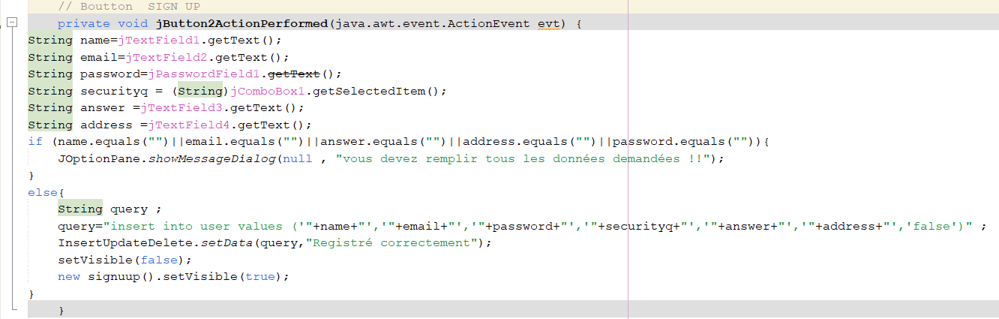 // Boutton  SIGN UP
private void jButton2ActionPerformed(java.awt.event.ActionEvent evt) {
String name=jTextField1.getText();
String email=jTextField2.getText();
String password=jPasswordField1.getText();
String securityq = (String)jComboBox1.getSelectedItem();
String answer =jTextField3.getText();
String address =jTextField4.getText();
if (name.equals("")||email.equals("")||answer.equals("")||address.equals("")||password.equals("")){
JOptionPane.showMessageDialog(null , "vous devez remplir tous les données demandées !!");
}
else{
String query ;
query="insert into user values ('"+name+"','"+email+"','"+password+"','"+securityq+"','"+answer+"','"+address+"','false')" ;
InsertUpdateDelete.setData(query,"Registré correctement");
setVisible(false);
new signuup().setVisible(true);
}
}